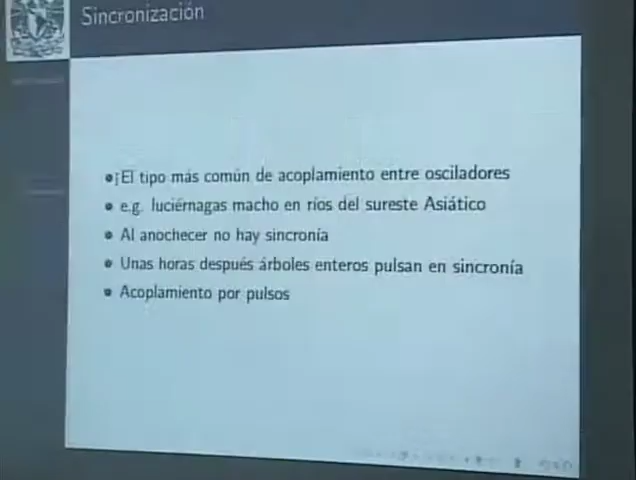 Sincronización
¡El tipo más común de acoplamiento entre osciladores
e.g. luciérnagas macho en ríos del sureste Asiático
Al anochecer no hay sincronía
Unas horas después árboles enteros pulsan en sincronía
Acoplamiento por pulsos